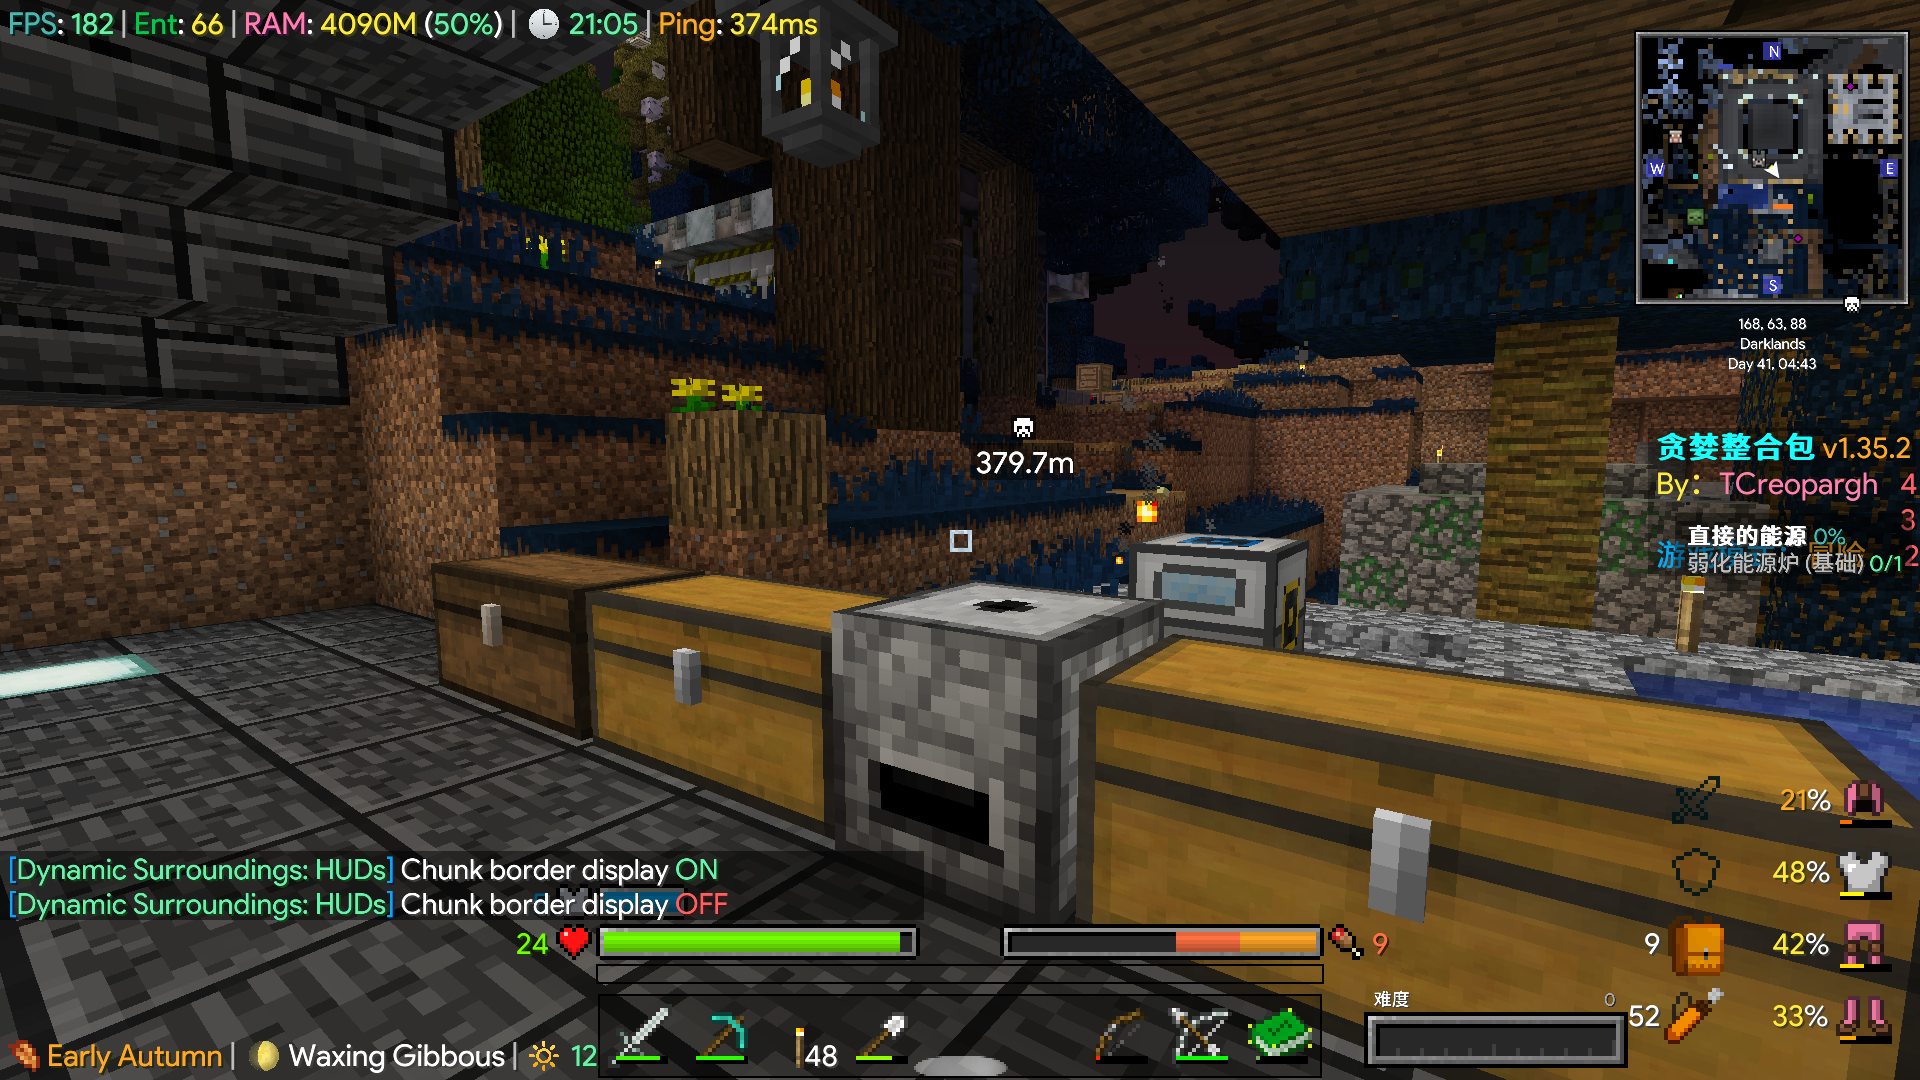 FPS: 182 | Ent: 66 | RAM: 4090M (50%) | 21:05 | Ping: 374ms
N
W
E
S
168, 63, 88
Darklands
Day 41, 04:43
379.7m
贪婪整合包 v1.35.2
By: TCreopargh 4
3
直接的能源 0%
弱化能源炉 (基础) 0/1
2
21%
48%
[Dynamic Surroundings: HUDs] Chunk border display ON
[Dynamic Surroundings: HUDs] Chunk border display OFF
24
9
9
42%
难度 0
52
33%
Early Autumn | Waxing Gibbous | 12
48